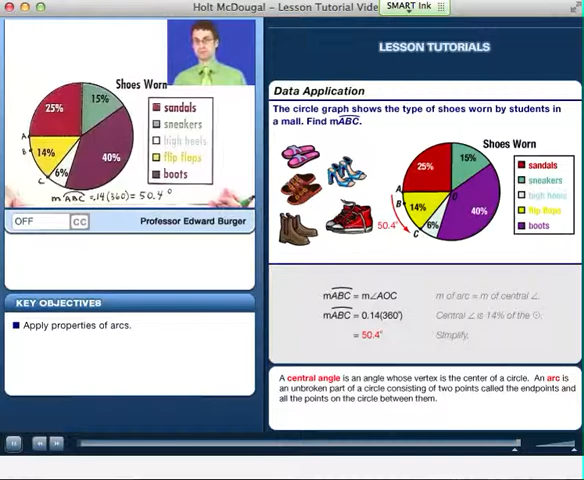 Holt McDougal - Lesson Tutorial Vide
SMART Ink
Shoes Worn
25%
15%
14%
6%
40%
A
B
C
sandals
sneakers
high heels
flip flops
boots
mABC = .14(360) = 50.4°
OFF
CC
Professor Edward Burger
KEY OBJECTIVES
Apply properties of arcs.
LESSON TUTORIALS
Data Application
The circle graph shows the type of shoes worn by students in
a mall. Find mABC.
Shoes Worn
25%
15%
14%
6%
40%
A
B
C
O
50.4°
sandals
sneakers
high heels
flip flops
boots
mABC = m∠AOC
m of arc = m of central ∠.
mABC = 0.14(360°)
Central ∠ is 14% of the ⊙.
= 50.4°
Simplify.
A central angle is an angle whose vertex is the center of a circle. An arc is
an unbroken part of a circle consisting of two points called the endpoints and
all the points on the circle between them.